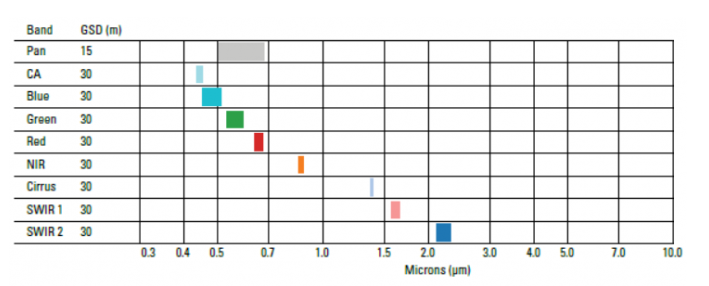 Band GSD (m)
Pan 15
CA 30
Blue 30
Green 30
Red 30
NIR 30
Cirrus 30
SWIR 1 30
SWIR 2 30
0.3 0.4 0.5 0.7 1.0 1.5 2.0 3.0 4.0 5.0 7.0 10.0
Microns (µm)